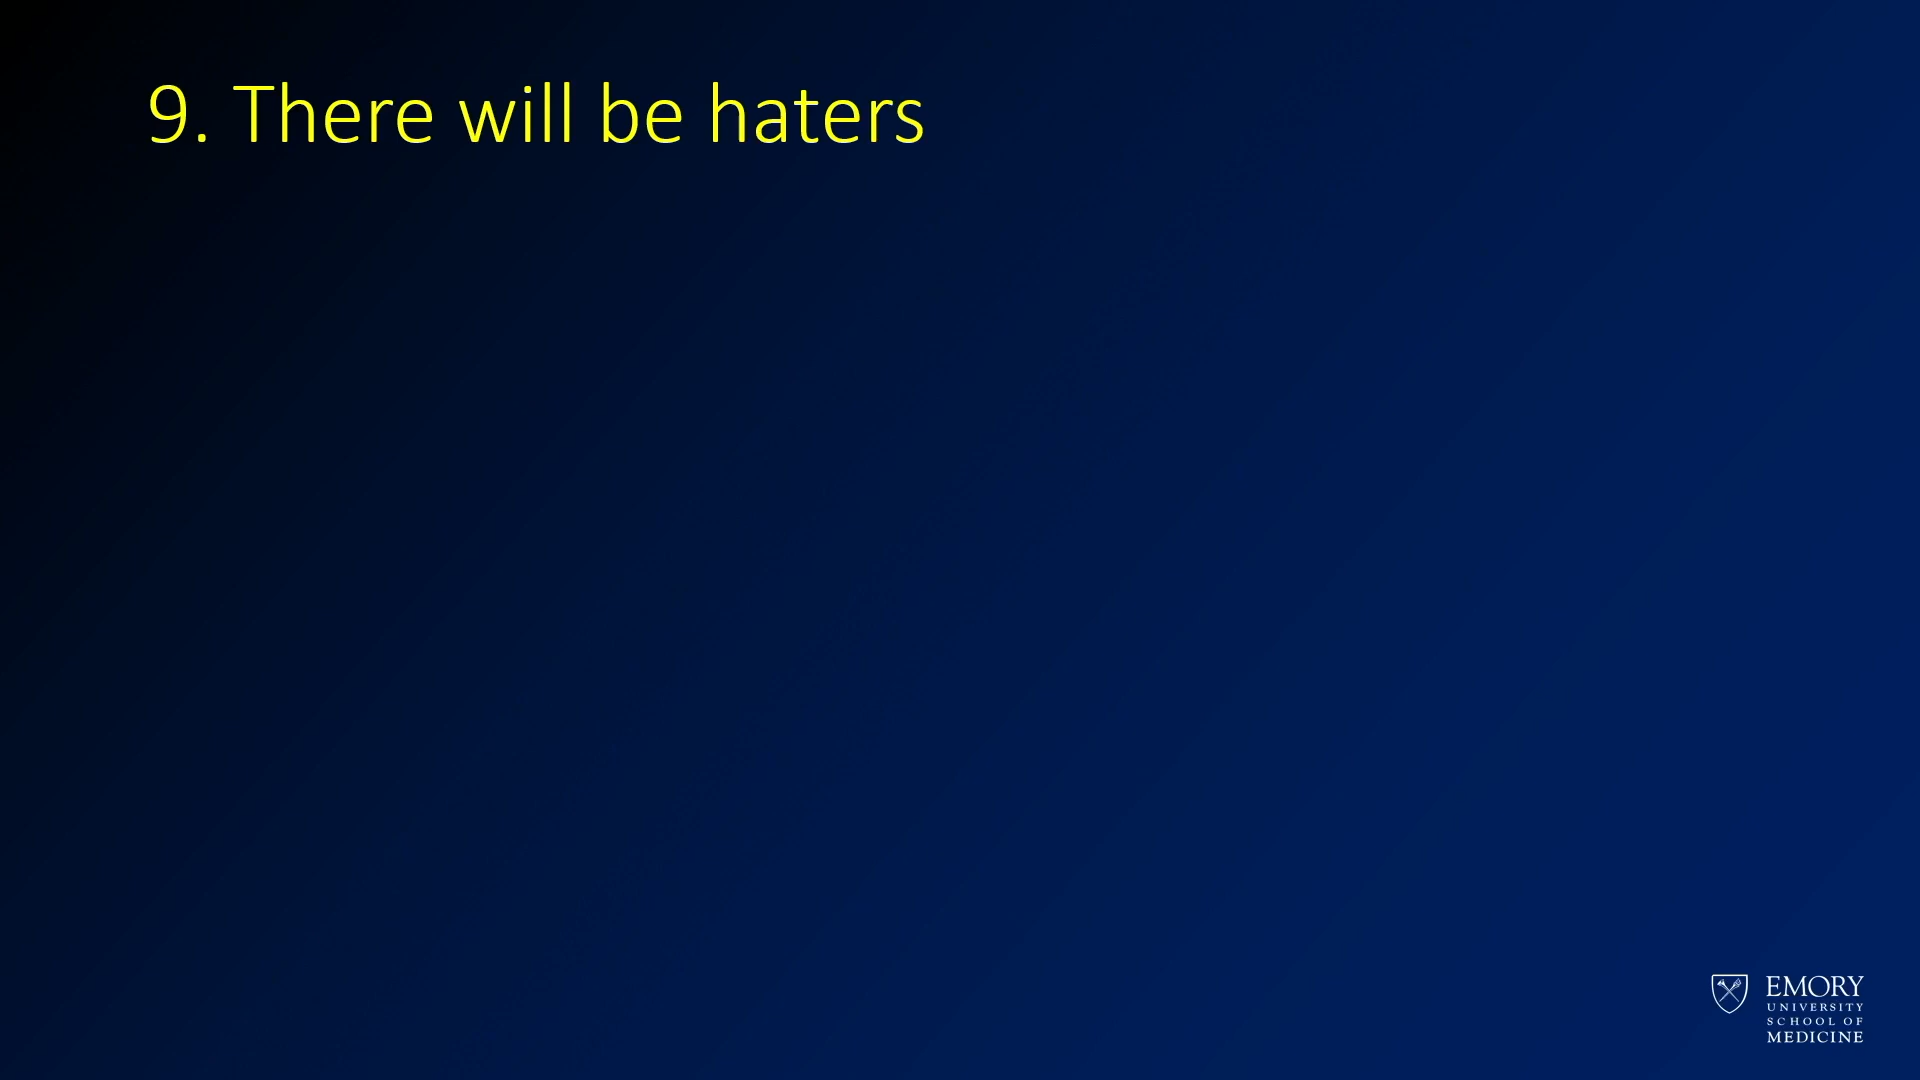 9. There will be haters
EMORY
UNIVERSITY
SCHOOL OF
MEDICINE